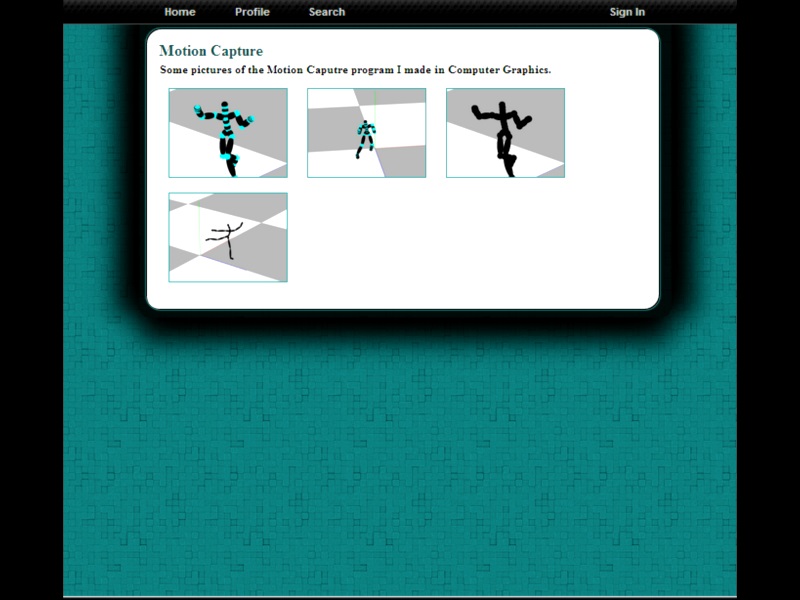 Home Profile Search Sign In
Motion Capture
Some pictures of the Motion Caputre program I made in Computer Graphics.